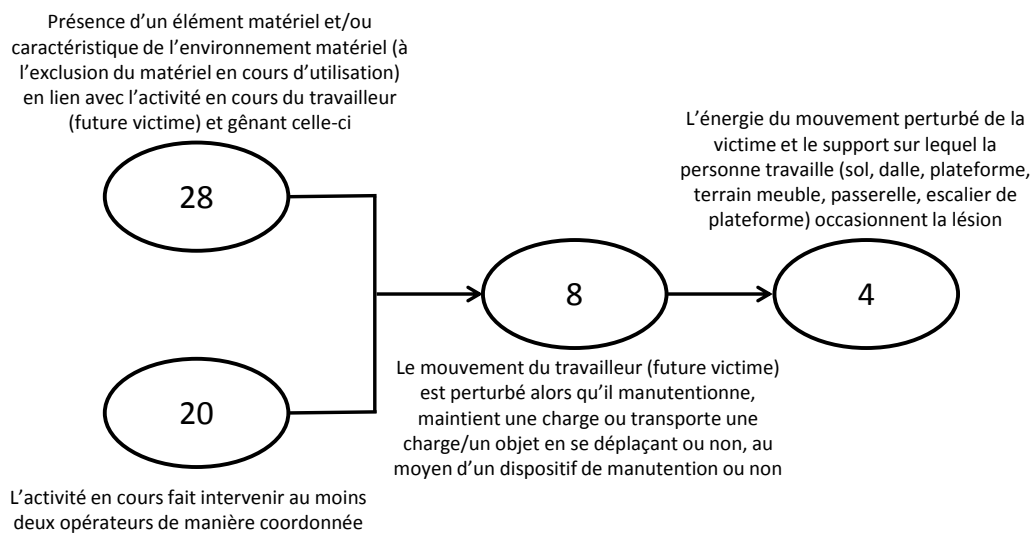 Présence d’un élément matériel et/ou
caractéristique de l’environnement matériel (à
l’exclusion du matériel en cours d’utilisation)
en lien avec l’activité en cours du travailleur
(future victime) et gênant celle-ci
28
20
L’activité en cours fait intervenir au moins
deux opérateurs de manière coordonnée
8
Le mouvement du travailleur (future victime)
est perturbé alors qu’il manutentionne,
maintient une charge ou transporte une
charge/un objet en se déplaçant ou non, au
moyen d’un dispositif de manutention ou non
L’énergie du mouvement perturbé de la
victime et le support sur lequel la
personne travaille (sol, dalle, plateforme,
terrain meuble, passerelle, escalier de
plateforme) occasionnent la lésion
4